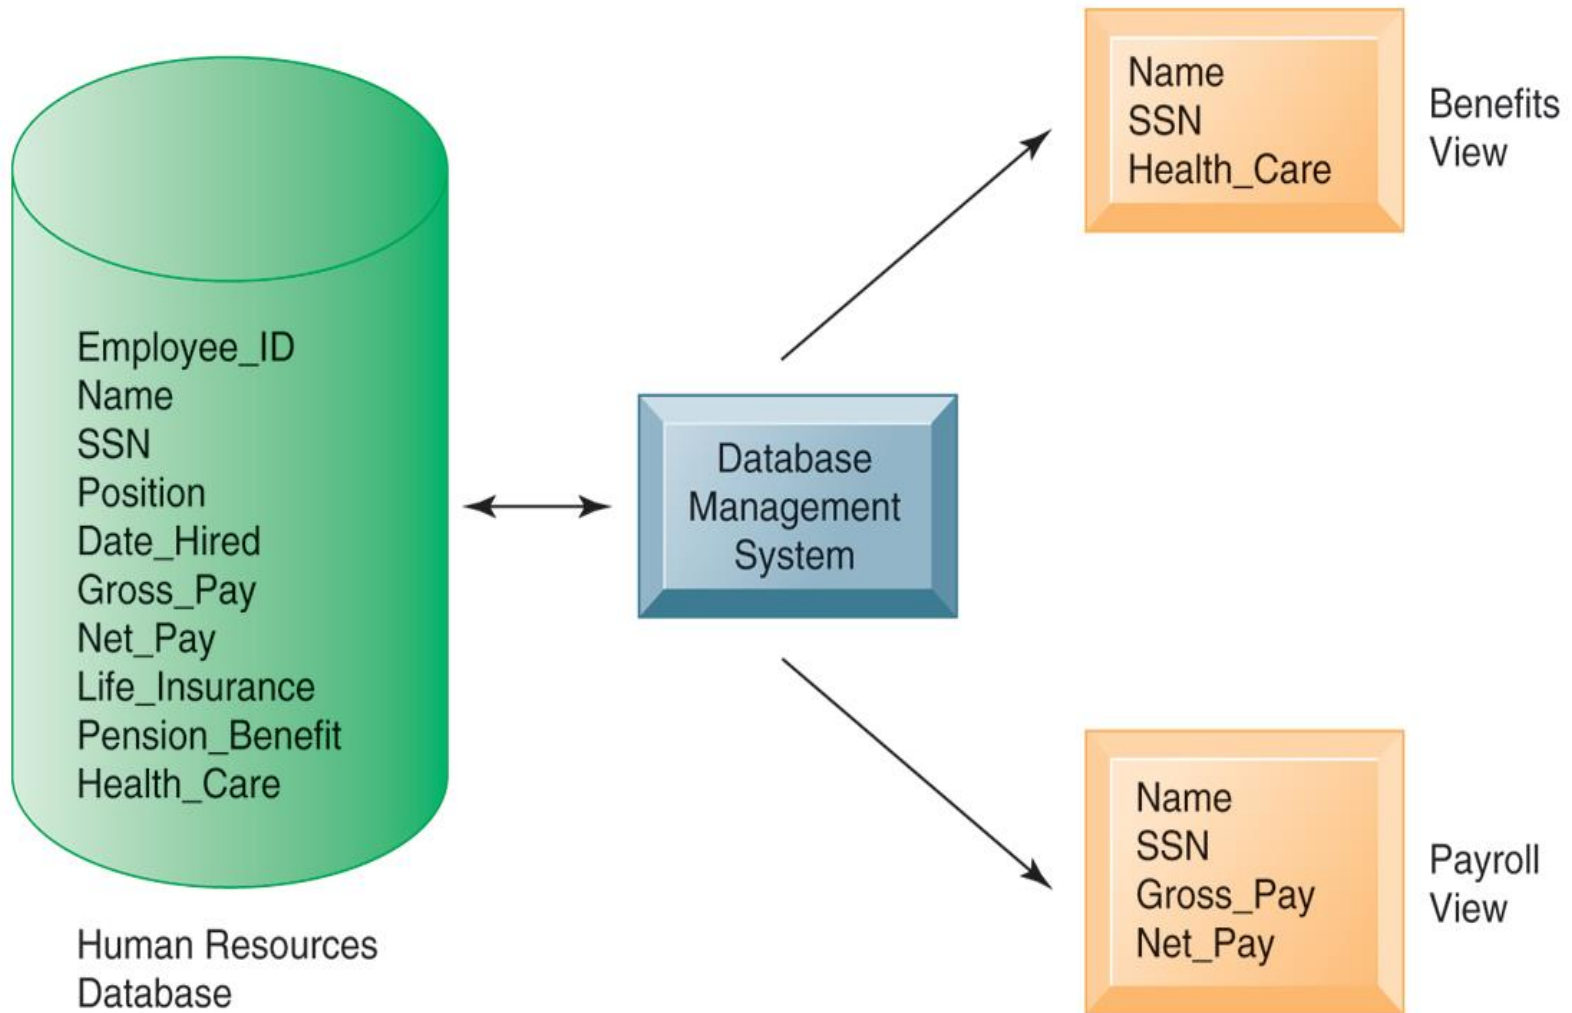 Employee_ID
Name
SSN
Position
Date_Hired
Gross_Pay
Net_Pay
Life_Insurance
Pension_Benefit
Health_Care
Human Resources
Database
Database
Management
System
Name
SSN
Health_Care
Benefits
View
Name
SSN
Gross_Pay
Net_Pay
Payroll
View